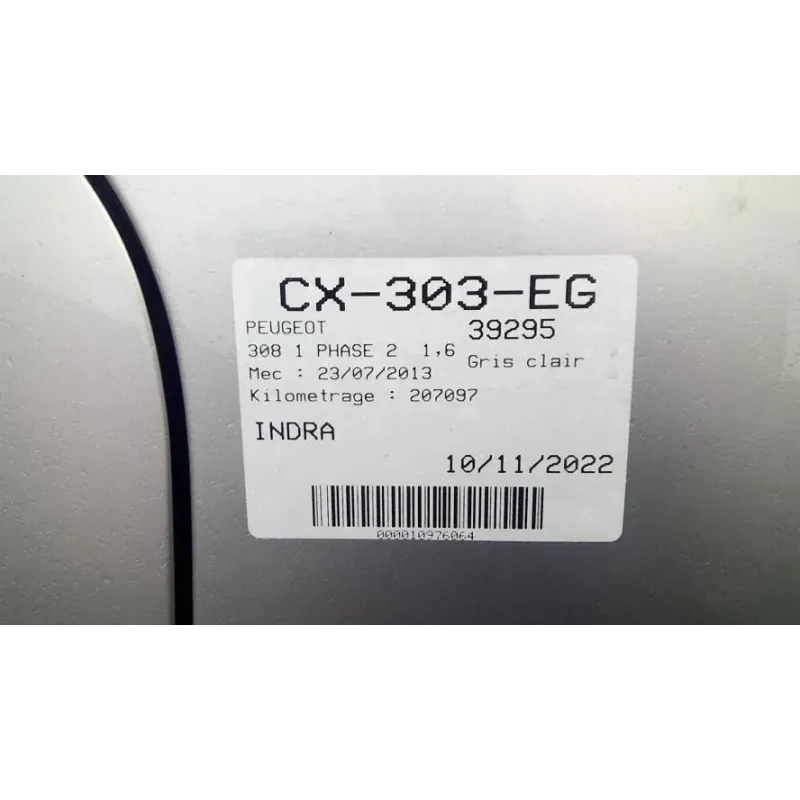 CX-303-EG
PEUGEOT 39295
308 1 PHASE 2 1,6 Gris clair
Mec : 23/07/2013
Kilometrage : 207097
INDRA
10/11/2022
000010976064